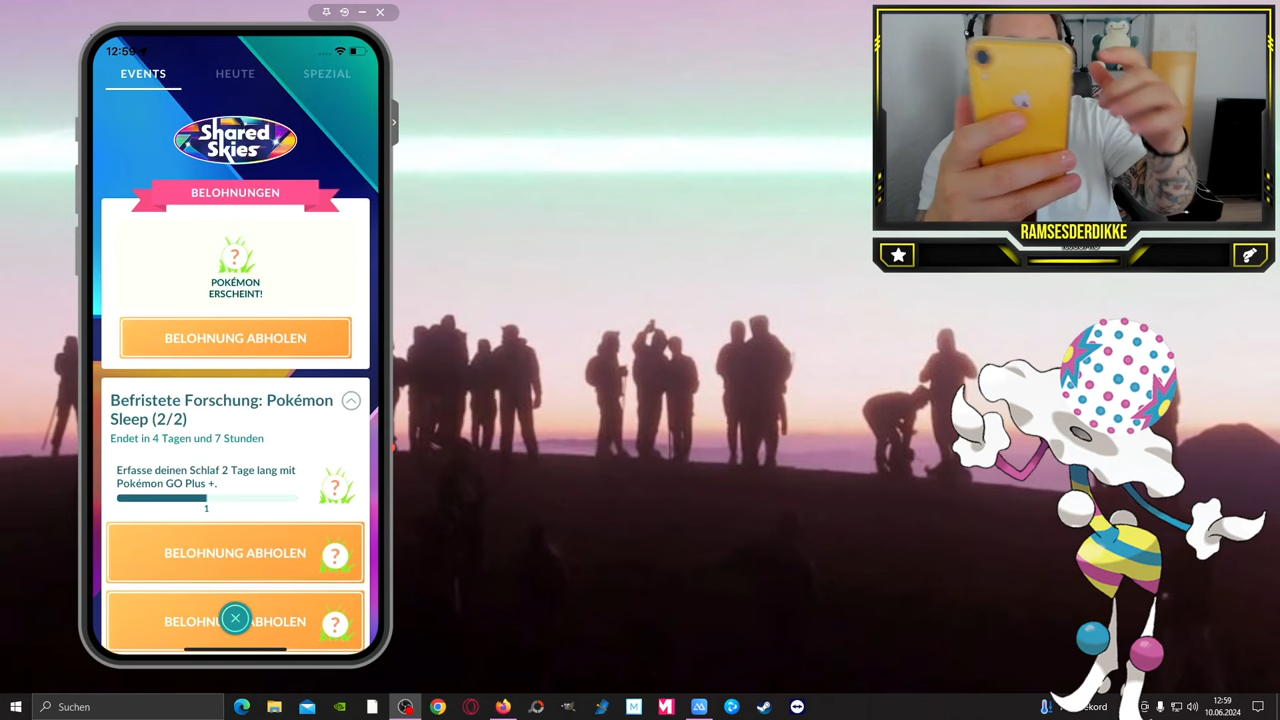 12:59
EVENTS
HEUTE
SPEZIAL
Shared
Skies
BELOHNUNGEN
?
POKÉMON
ERSCHEINT!
BELOHNUNG ABHOLEN
Befristete Forschung: Pokémon
Sleep (2/2)
Endet in 4 Tagen und 7 Stunden
Erfasse deinen Schlaf 2 Tage lang mit
Pokémon GO Plus +.
?
1
BELOHNUNG ABHOLEN
?
BELOHNUNG ABHOLEN
?
RAMSESDERDIKKE
Suchen
12:59
10.06.2024